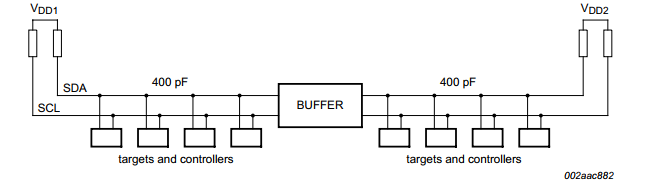 VDD1
VDD2
SDA
400 pF
400 pF
SCL
BUFFER
targets and controllers
targets and controllers
002aac882